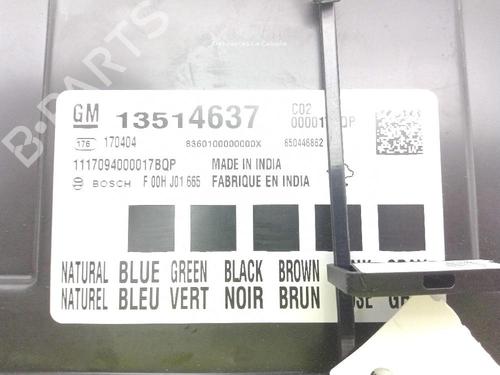 GM 13514637 C02
176 170404 8360100000000X 650446862
1117094000017BQP MADE IN INDIA
BOSCH F 00H J01 665 FABRIQUE EN INDIA
NATURAL BLUE GREEN BLACK BROWN
NATUREL BLEU VERT NOIR BRUN
B-PARTS